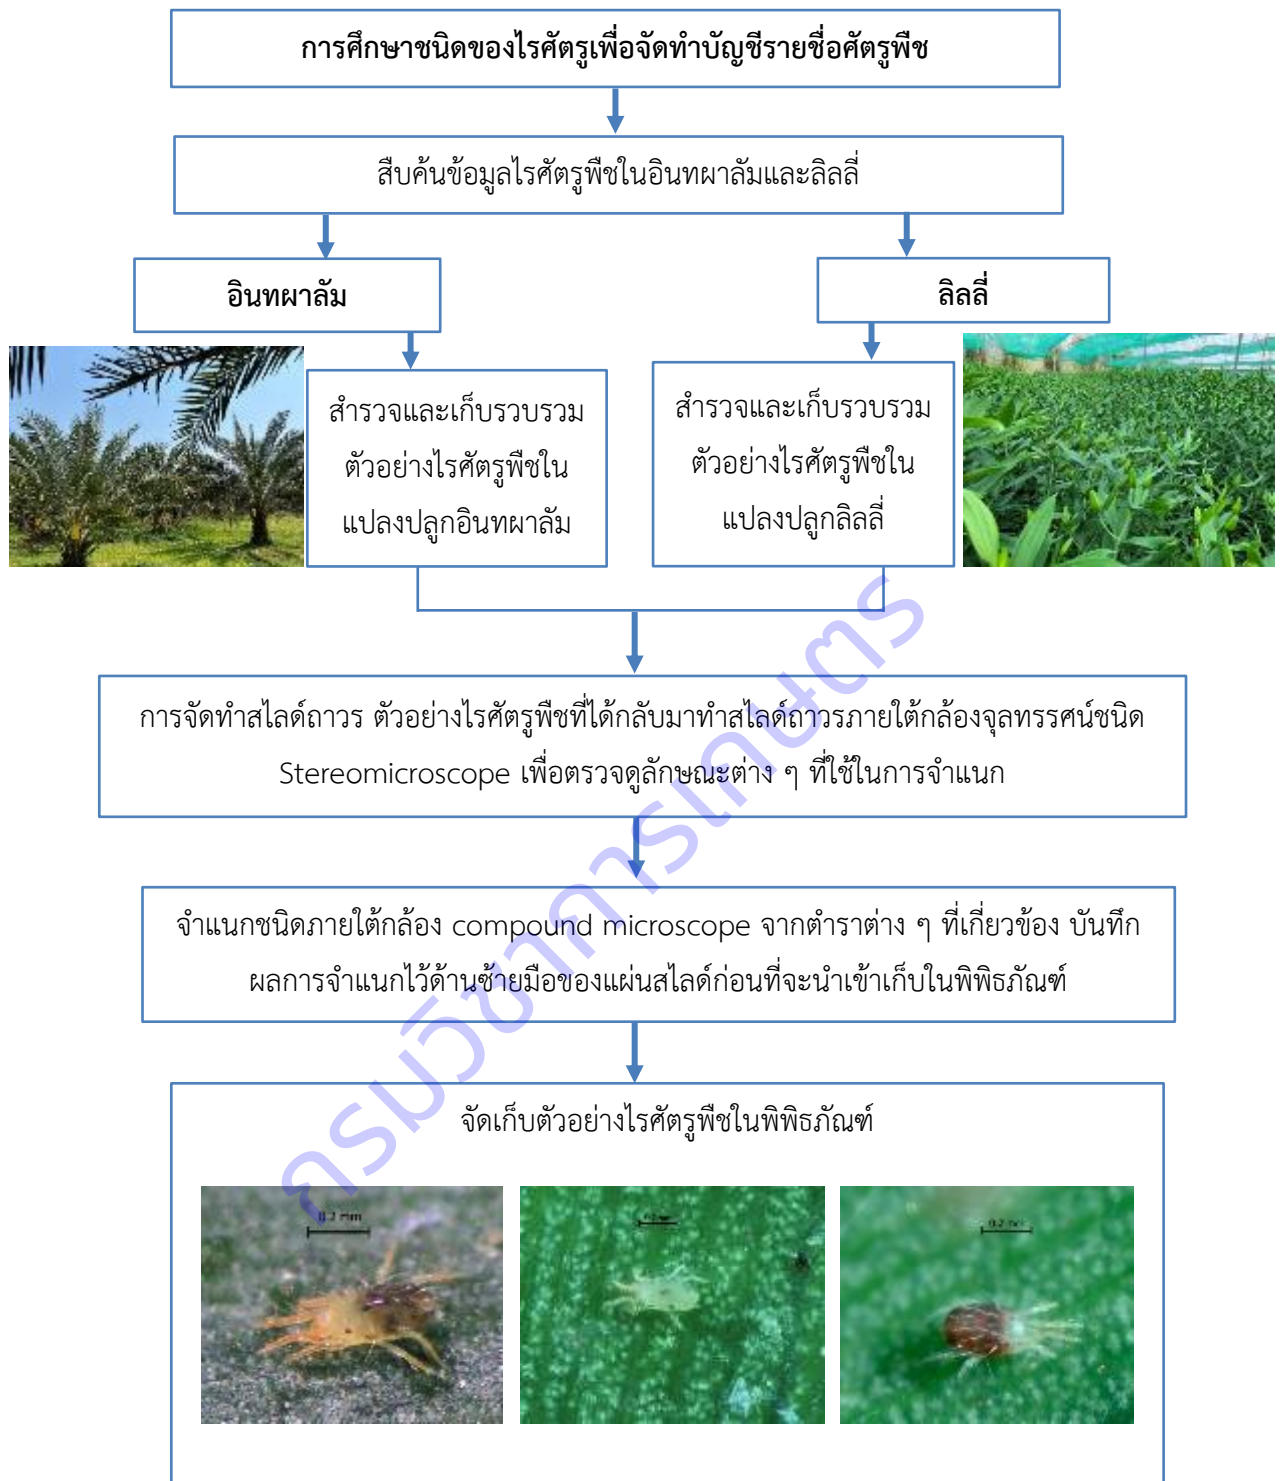 การศึกษาชนิดของไรศัตรูเพื่อจัดทำบัญชีรายชื่อศัตรูพืช
สืบค้นข้อมูลไรศัตรูพืชในอินทผาลัมและลิลลี่
อินทผาลัม
ลิลลี่
สำรวจและเก็บรวบรวม
ตัวอย่างไรศัตรูพืชใน
แปลงปลูกอินทผาลัม
สำรวจและเก็บรวบรวม
ตัวอย่างไรศัตรูพืชใน
แปลงปลูกลิลลี่
การจัดทำสไลด์ถาวร ตัวอย่างไรศัตรูพืชที่ได้กลับมาทำสไลด์ถาวรภายใต้กล้องจุลทรรศน์ชนิด
Stereomicroscope เพื่อตรวจดูลักษณะต่าง ๆ ที่ใช้ในการจำแนก
จำแนกชนิดภายใต้กล้อง compound microscope จากตำราต่าง ๆ ที่เกี่ยวข้อง บันทึก
ผลการจำแนกไว้ด้านซ้ายมือของแผ่นสไลด์ก่อนที่จะนำเข้าเก็บในพิพิธภัณฑ์
จัดเก็บตัวอย่างไรศัตรูพืชในพิพิธภัณฑ์
0.2 mm
0.2 mm
กรมวิชาการเกษตร